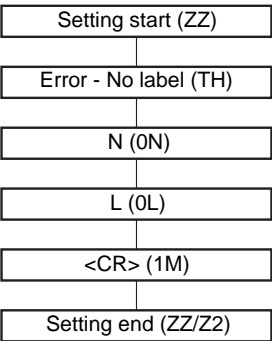 Setting start (ZZ)
Error - No label (TH)
N (0N)
L (0L)
<CR> (1M)
Setting end (ZZ/Z2)